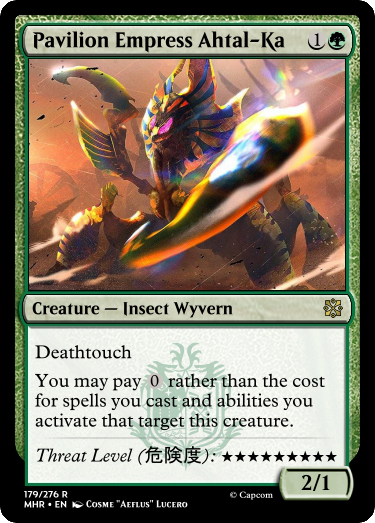 Pavilion Empress Ahtal-Ka 1
Creature — Insect Wyvern
Deathtouch
You may pay 0 rather than the cost
for spells you cast and abilities you
activate that target this creature.
Threat Level (危険度): ★★★★★★★★★
2/1
179/276 R
MHR • EN Cosme "Aeflus" Lucero
© Capcom